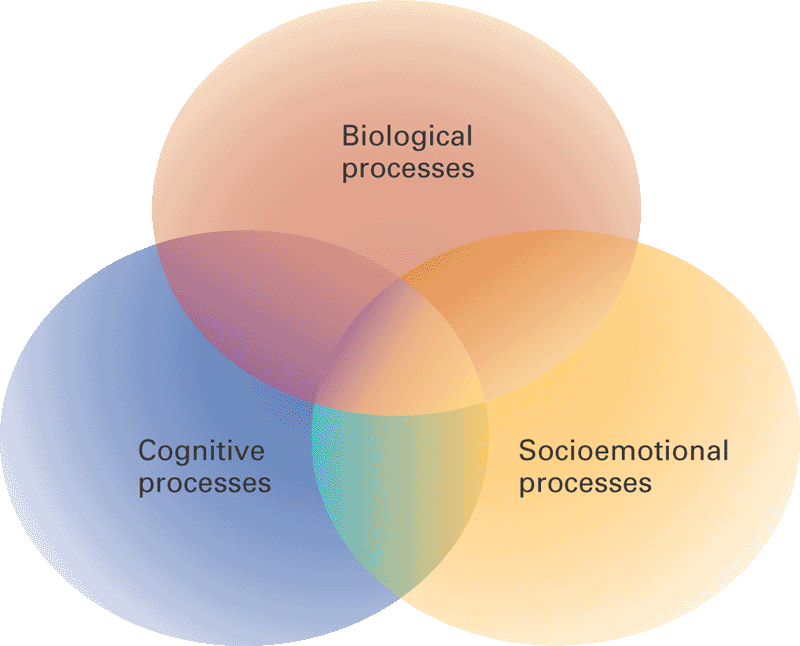 Biological
processes
Cognitive
processes
Socioemotional
processes